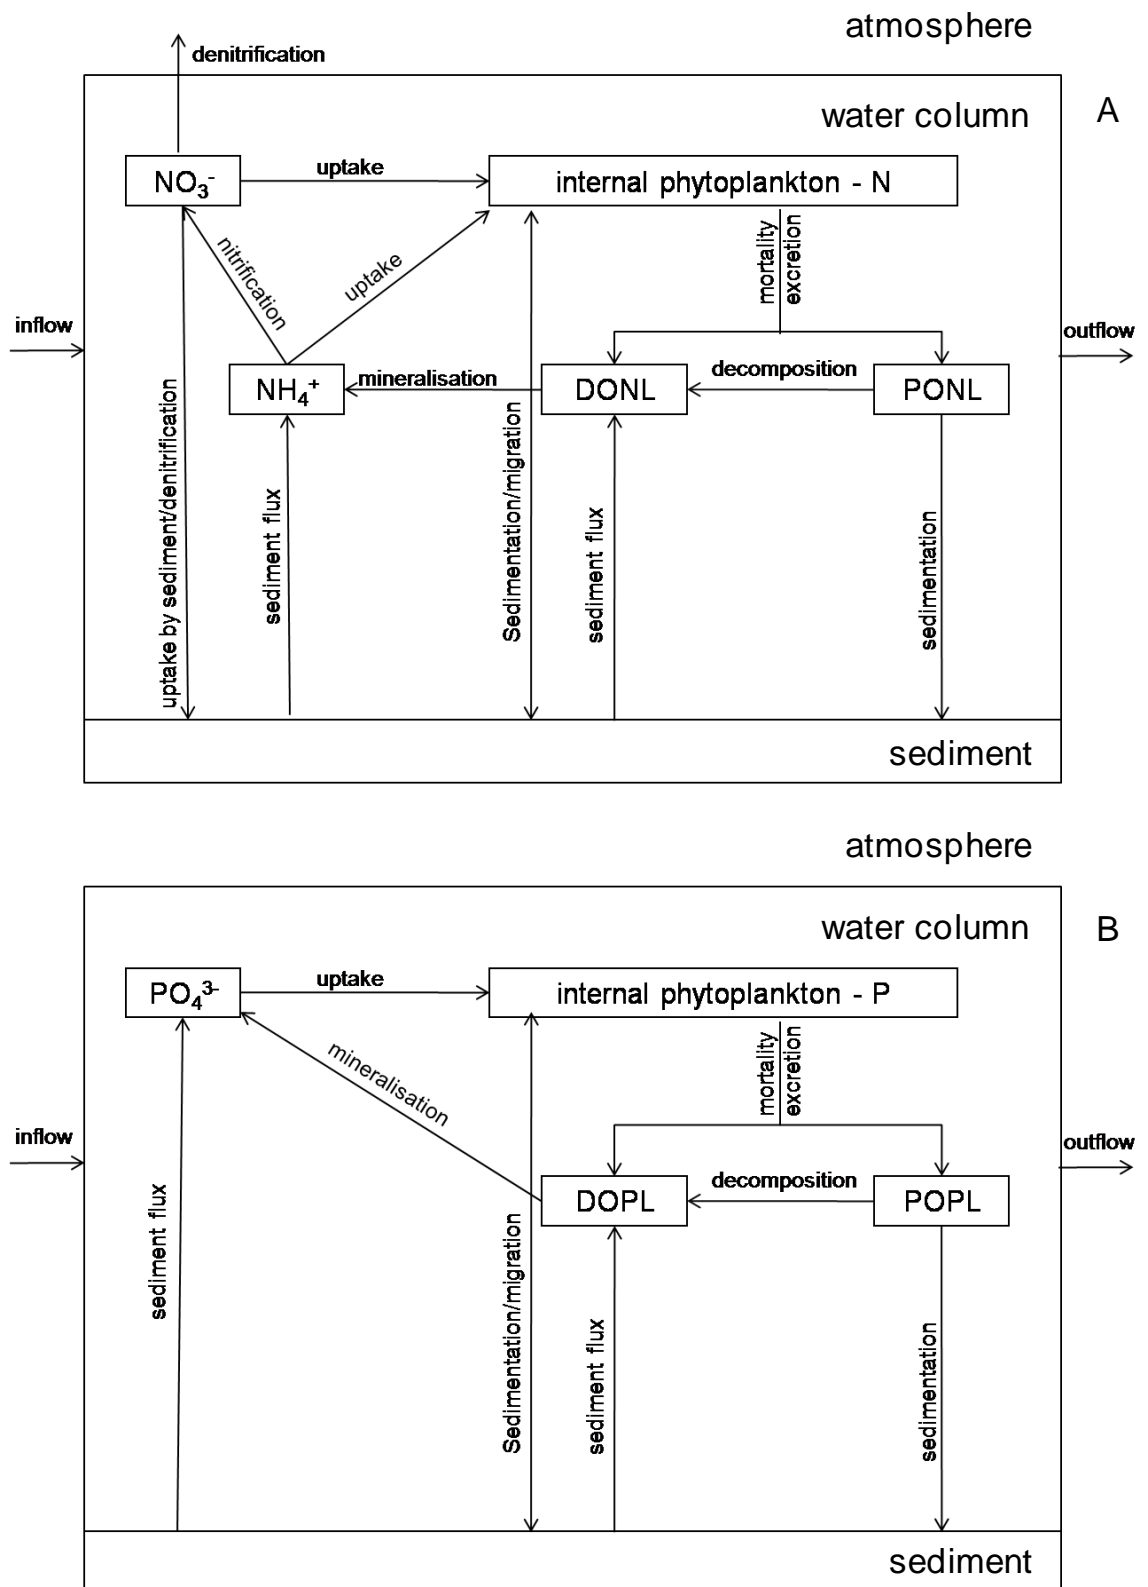 atmosphere
denitrification
water column
A
NO₃⁻
uptake
internal phytoplankton - N
nitrification
uptake
mortality
excretion
inflow
outflow
NH₄⁺
mineralisation
DONL
decomposition
PONL
uptake by sediment/denitrification
sediment flux
Sedimentation/migration
sediment flux
sedimentation
sediment
atmosphere
water column
B
PO₄³⁻
uptake
internal phytoplankton - P
mineralisation
mortality
excretion
inflow
outflow
DOPL
decomposition
POPL
sediment flux
Sedimentation/migration
sediment flux
sedimentation
sediment